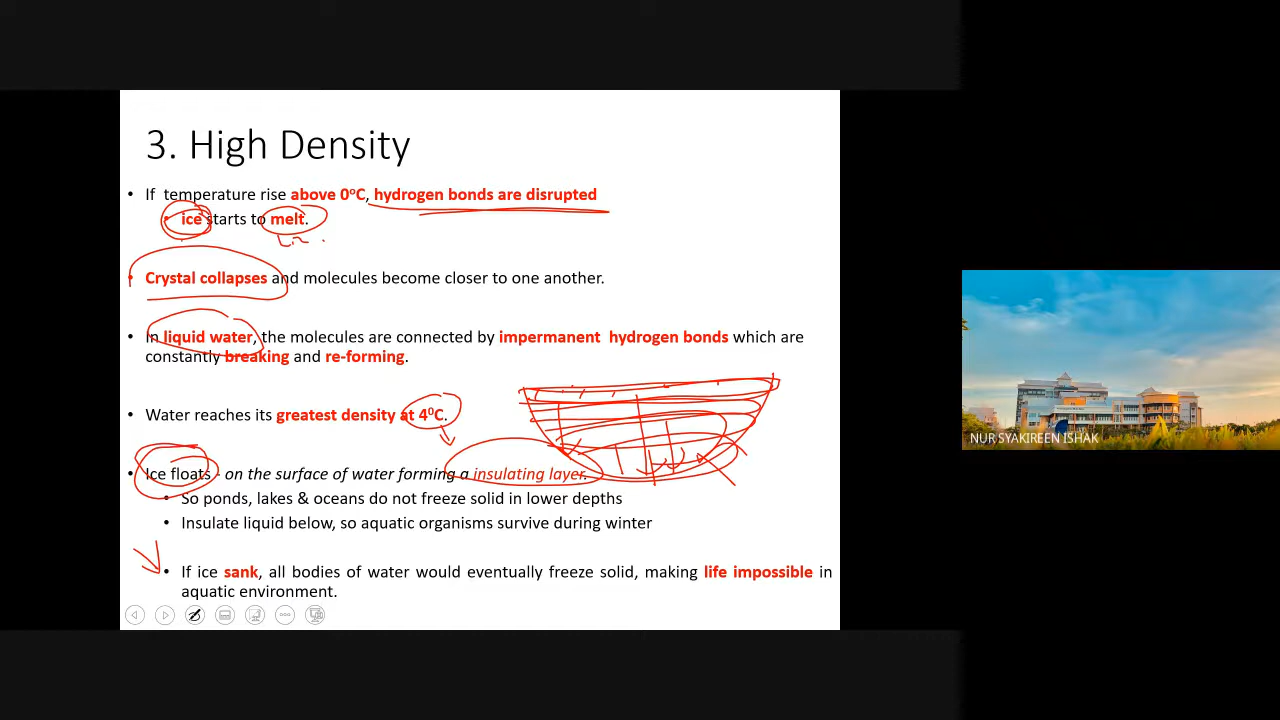 3. High Density
• If temperature rise above 0°C, hydrogen bonds are disrupted
• ice starts to melt.
• Crystal collapses and molecules become closer to one another.
• In liquid water, the molecules are connected by impermanent hydrogen bonds which are
constantly breaking and re-forming.
• Water reaches its greatest density at 4⁰C.
• Ice floats - on the surface of water forming a insulating layer.
• So ponds, lakes & oceans do not freeze solid in lower depths
• Insulate liquid below, so aquatic organisms survive during winter
• If ice sank, all bodies of water would eventually freeze solid, making life impossible in
aquatic environment.
NUR SYAKIREEN ISHAK